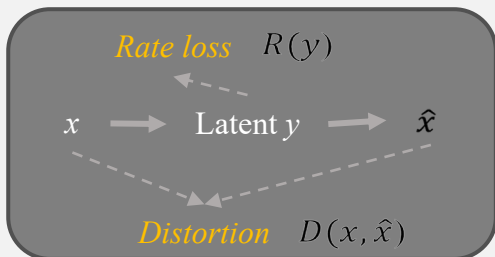 Rate loss R(y)
x Latent y x̂
Distortion D(x, x̂)